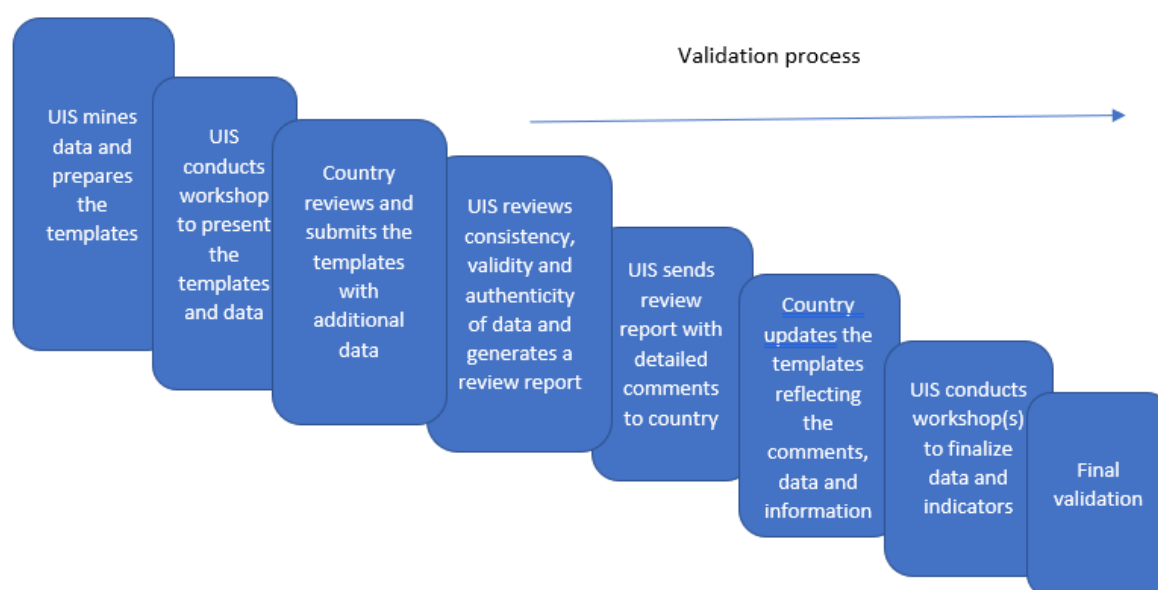 Validation process
UIS mines
data and
prepares
the
templates
UIS
conducts
workshop
to present
the
templates
and data
Country
reviews and
submits the
templates
with
additional
data
UIS reviews
consistency,
validity and
authenticity
of data and
generates a
review report
UIS sends
review
report with
detailed
comments
to country
Country
updates the
templates
reflecting
the
comments,
data and
information
UIS conducts
workshop(s)
to finalize
data and
indicators
Final
validation